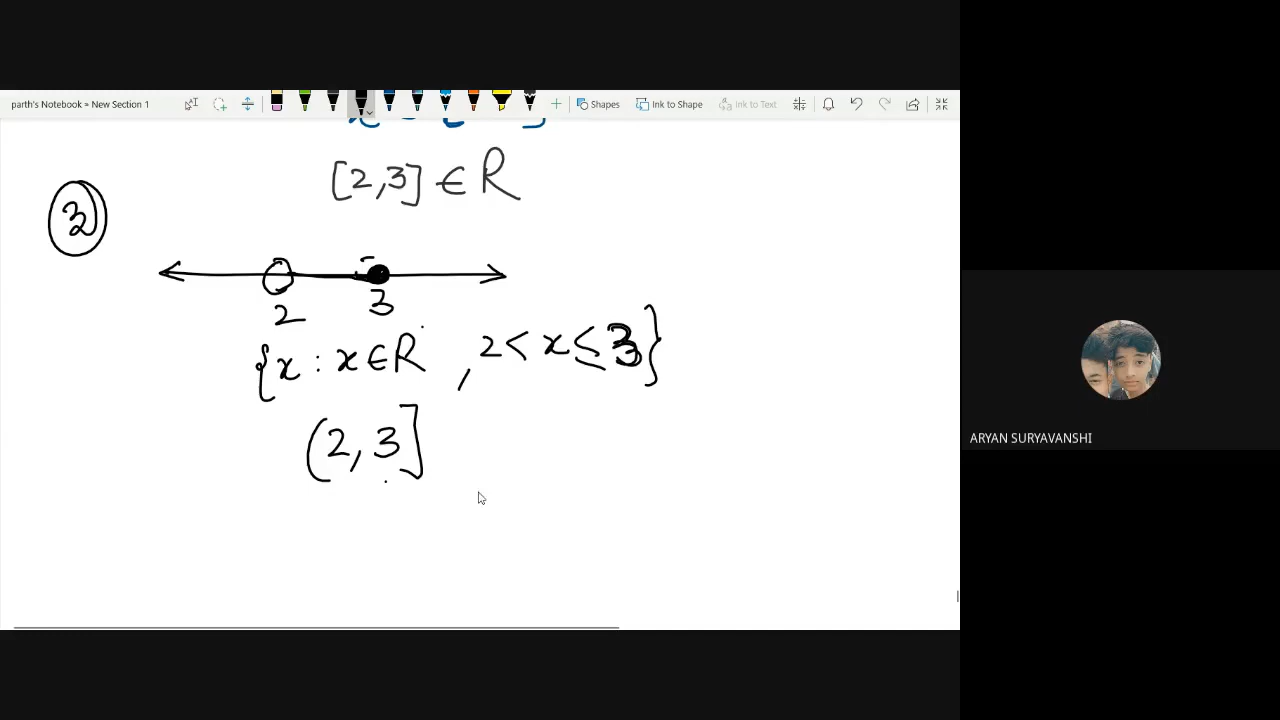 parth's Notebook » New Section 1
Shapes
Ink to Shape
Ink to Text
[2,3] ∈ R
3
2 3
{x : x∈R , 2 < x ≤ 3}
(2, 3]
ARYAN SURYAVANSHI